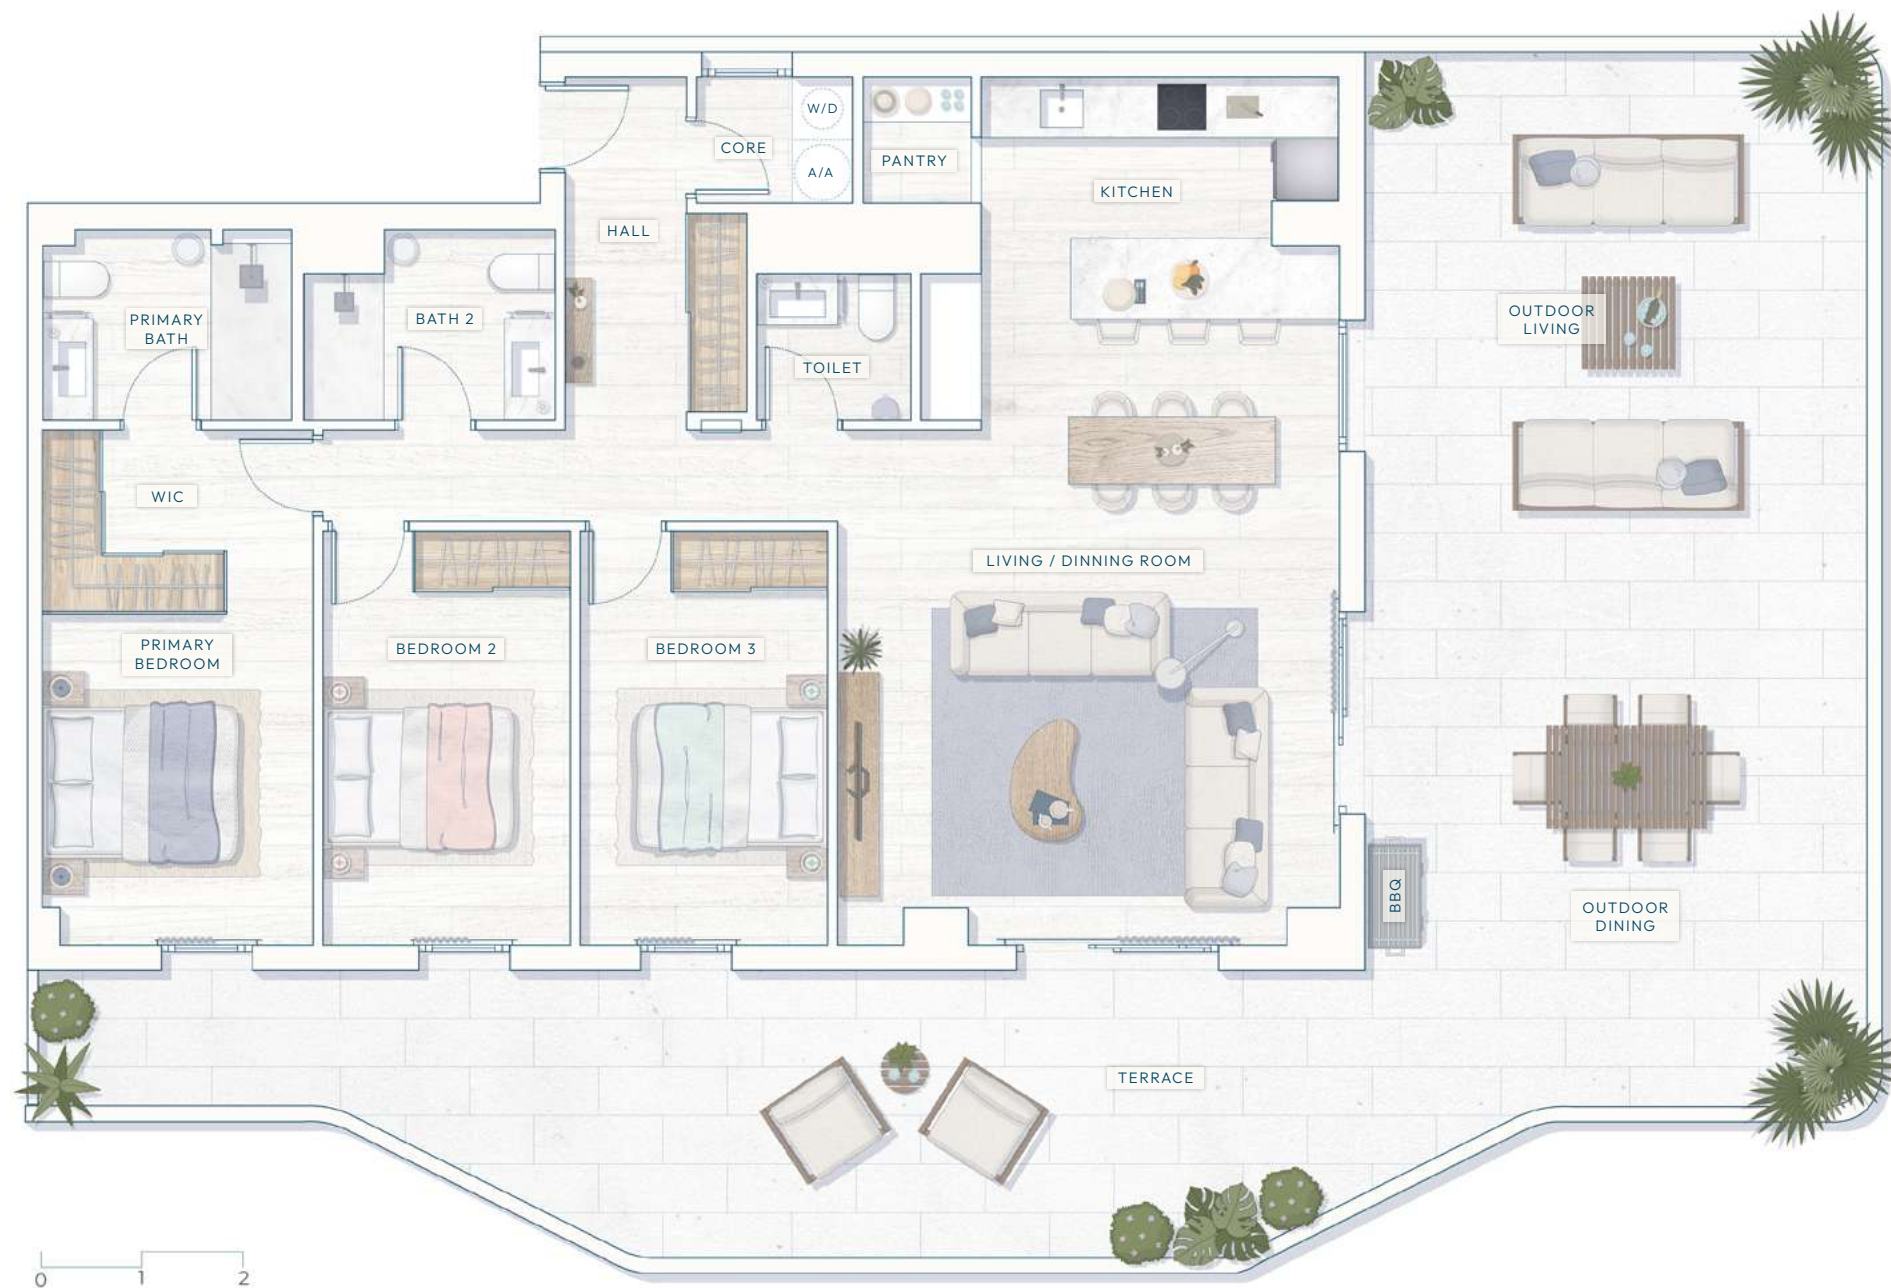 W/D
CORE
PANTRY
A/A
KITCHEN
HALL
OUTDOOR
LIVING
PRIMARY
BATH
BATH 2
TOILET
WIC
LIVING / DINNING ROOM
PRIMARY
BEDROOM
BEDROOM 2
BEDROOM 3
BBQ
OUTDOOR
DINING
TERRACE
0 1 2